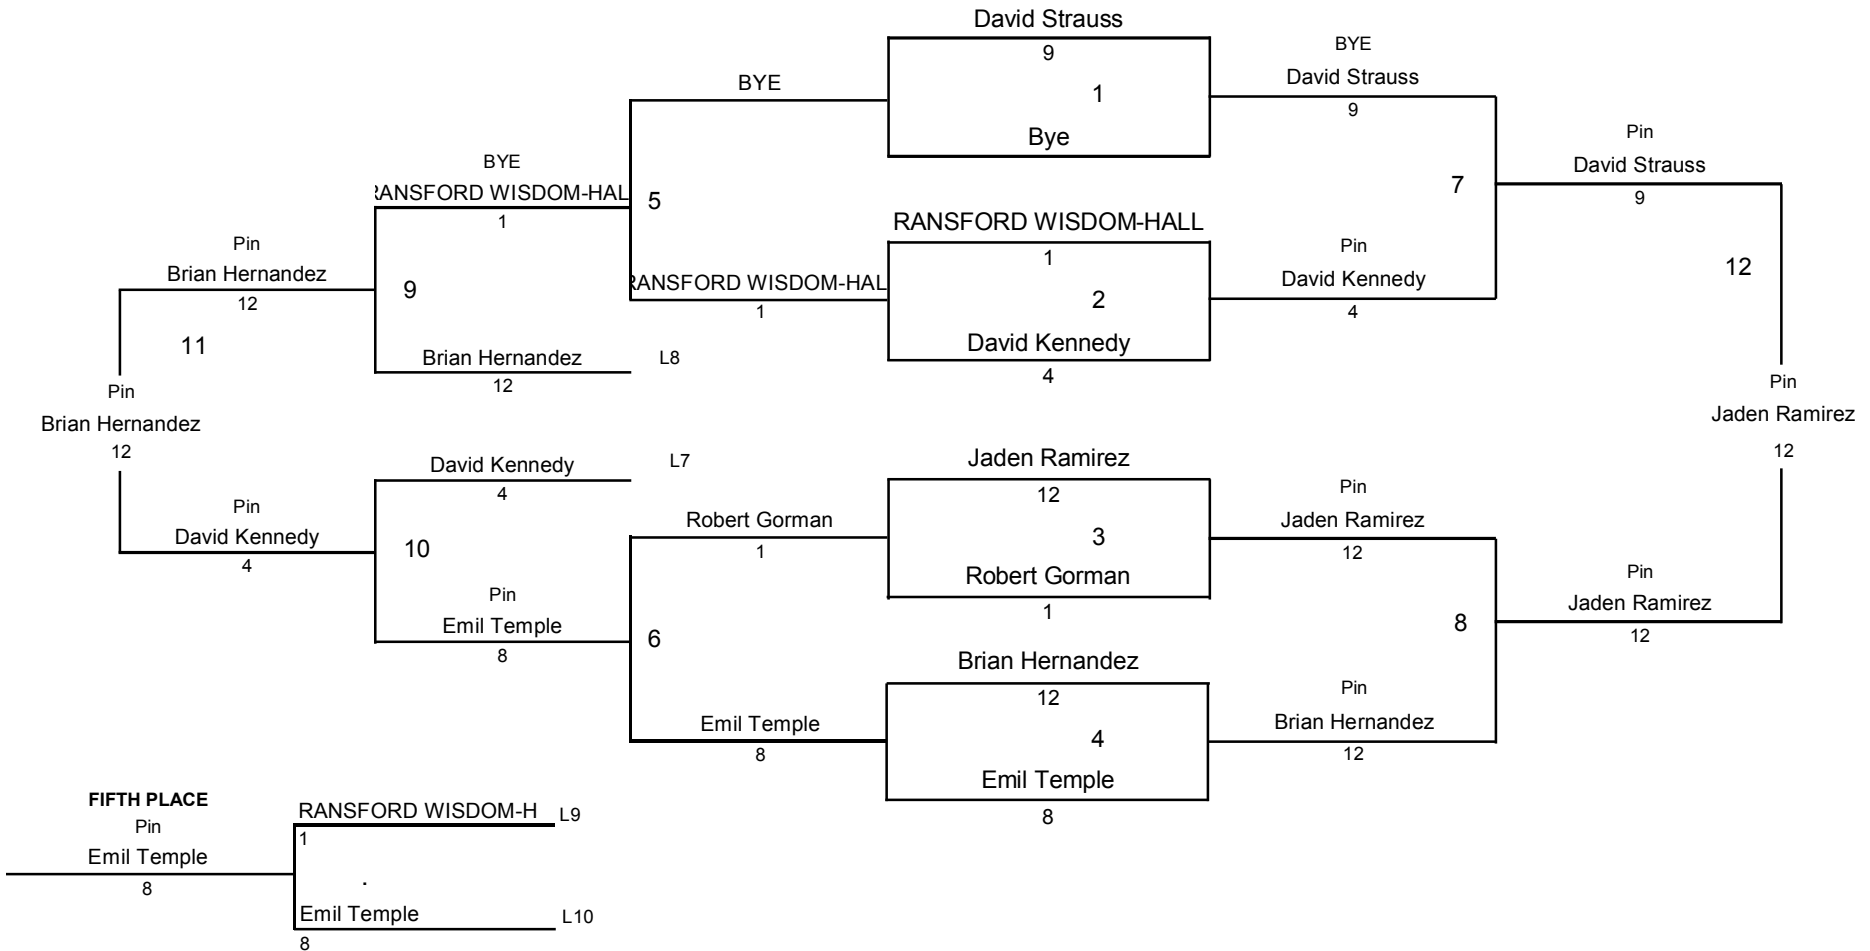 David Strauss
9
1
Bye
BYE
David Strauss
9
BYE
Pin
David Strauss
9
BYE
RANSFORD WISDOM-HAL
1
5
7
RANSFORD WISDOM-HALL
1
2
David Kennedy
4
Pin
David Kennedy
4
12
Pin
Brian Hernandez
12
9
RANSFORD WISDOM-HAL
1
11
Brian Hernandez
12
L8
Pin
Brian Hernandez
12
Pin
Jaden Ramirez
12
David Kennedy
4
L7
Jaden Ramirez
12
3
Robert Gorman
1
Pin
Jaden Ramirez
12
Robert Gorman
1
Pin
David Kennedy
4
10
Pin
Emil Temple
8
6
8
Pin
Jaden Ramirez
12
Brian Hernandez
12
4
Emil Temple
8
Pin
Brian Hernandez
12
Emil Temple
8
FIFTH PLACE
Pin
Emil Temple
8
RANSFORD WISDOM-H
L9
1
.
Emil Temple
L10
8